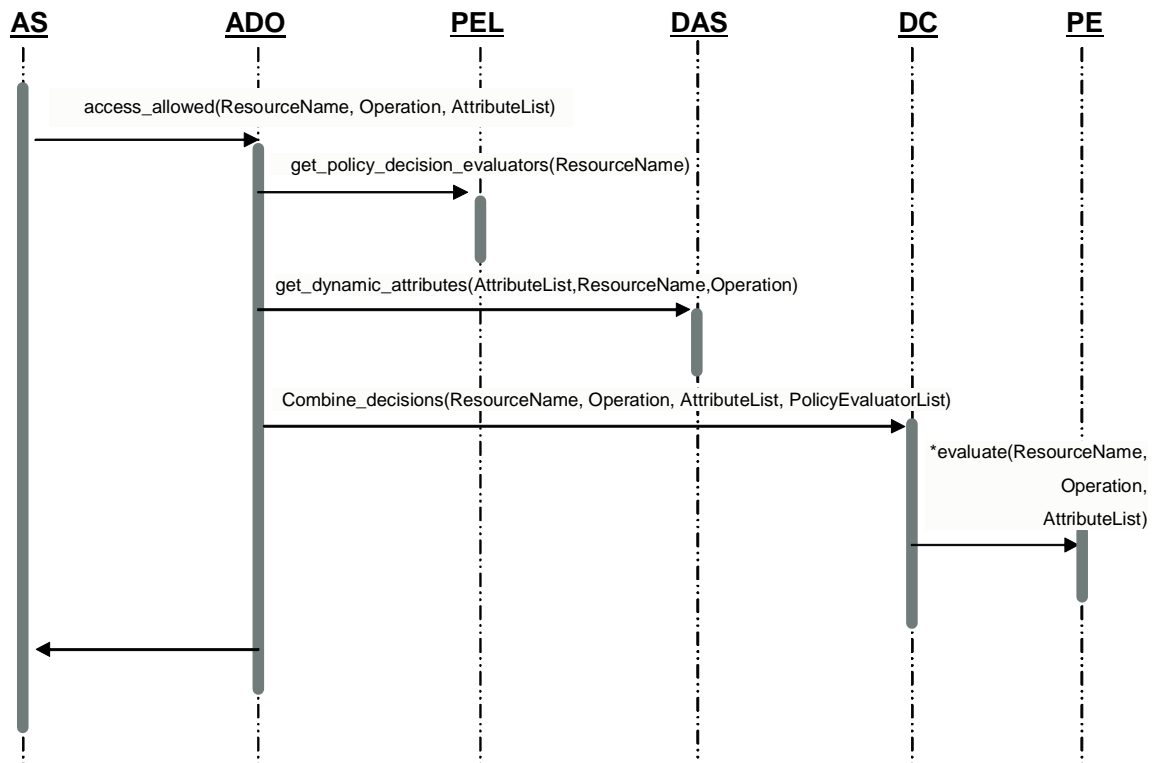 AS ADO PEL DAS DC PE
access_allowed(ResourceName, Operation, AttributeList)
get_policy_decision_evaluators(ResourceName)
get_dynamic_attributes(AttributeList,ResourceName,Operation)
Combine_decisions(ResourceName, Operation, AttributeList, PolicyEvaluatorList)
*evaluate(ResourceName,
Operation,
AttributeList)